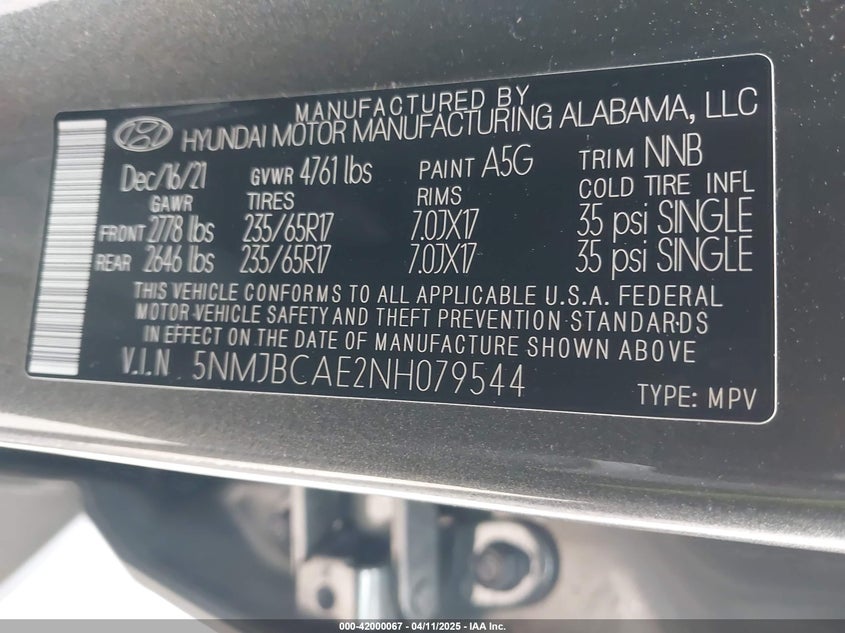 MANUFACTURED BY
HYUNDAI MOTOR MANUFACTURING ALABAMA, LLC
Dec/16/21 GVWR 4761 lbs PAINT A5G TRIM NNB
GAWR TIRES RIMS COLD TIRE INFL
FRONT 2778 lbs 235/65R17 7.0JX17 35 psi SINGLE
REAR 2646 lbs 235/65R17 7.0JX17 35 psi SINGLE
THIS VEHICLE CONFORMS TO ALL APPLICABLE U.S.A. FEDERAL
MOTOR VEHICLE SAFETY AND THEFT PREVENTION STANDARDS
IN EFFECT ON THE DATE OF MANUFACTURE SHOWN ABOVE
V.I.N 5NMJBCAE2NH079544
TYPE: MPV
000-42000067 - 04/11/2025 - IAA Inc.